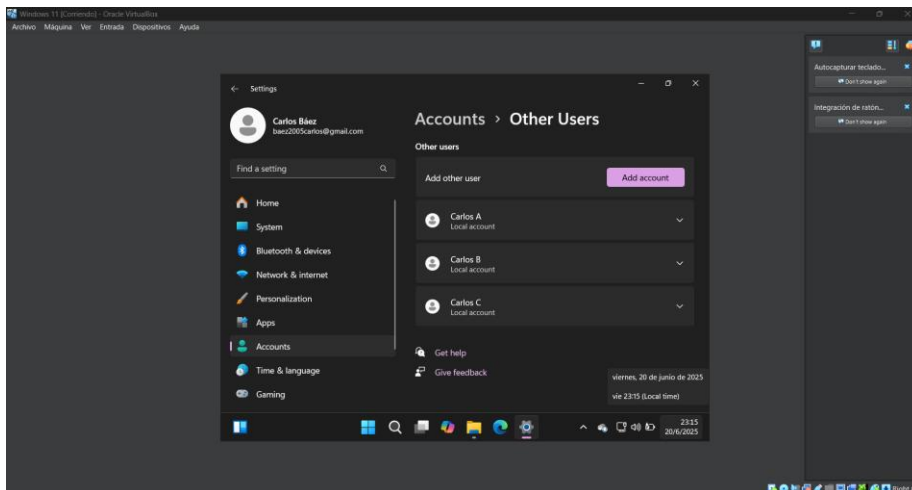 Windows 11 [Corriendo] - Oracle VirtualBox
Archivo Máquina Ver Entrada Dispositivos Ayuda
Autocapturar teclado...
Don't show again
Integración de ratón...
Don't show again
Settings
Carlos Báez
baez2005carlos@gmail.com
Find a setting
Home
System
Bluetooth & devices
Network & internet
Personalization
Apps
Accounts
Time & language
Gaming
Accounts > Other Users
Other users
Add other user
Add account
Carlos A
Local account
Carlos B
Local account
Carlos C
Local account
Get help
Give feedback
viernes, 20 de junio de 2025
vie 23:15 (Local time)
23:15
20/6/2025
Right